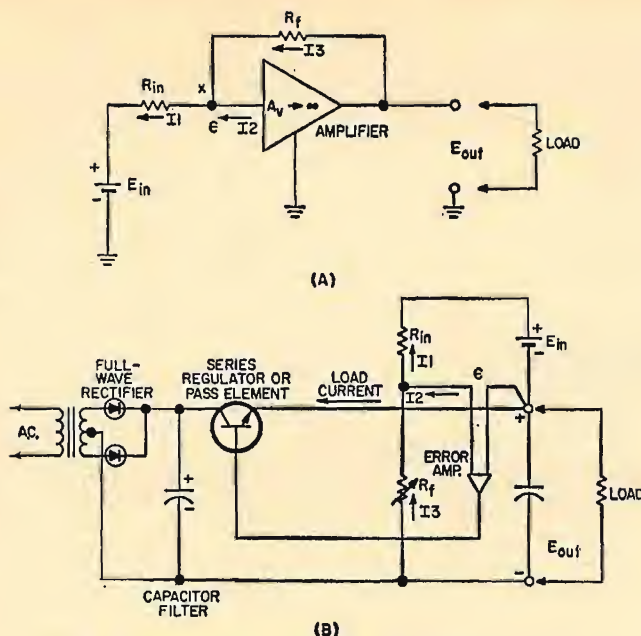 Rf
I3
Rin
X
I1
ϵ
I2
Av → ∞
AMPLIFIER
+
Ein
-
Eout
LOAD
(A)
Rin
I1
+
Ein
-
FULL-
WAVE
RECTIFIER
SERIES
REGULATOR OR
PASS ELEMENT
LOAD
CURRENT
I2
ϵ
+
A.C.
+
-
ERROR
AMP.
Rf
I3
LOAD
Eout
-
CAPACITOR
FILTER
(B)